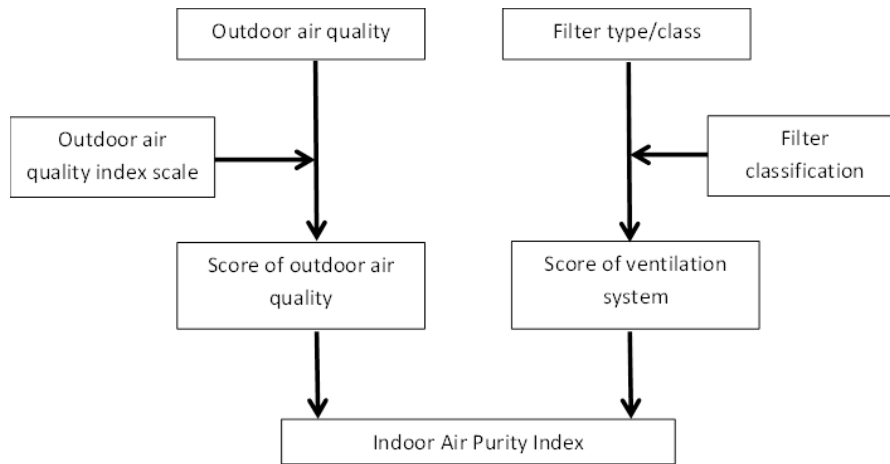 Outdoor air quality
Filter type/class
Outdoor air
quality index scale
Filter
classification
Score of outdoor air
quality
Score of ventilation
system
Indoor Air Purity Index